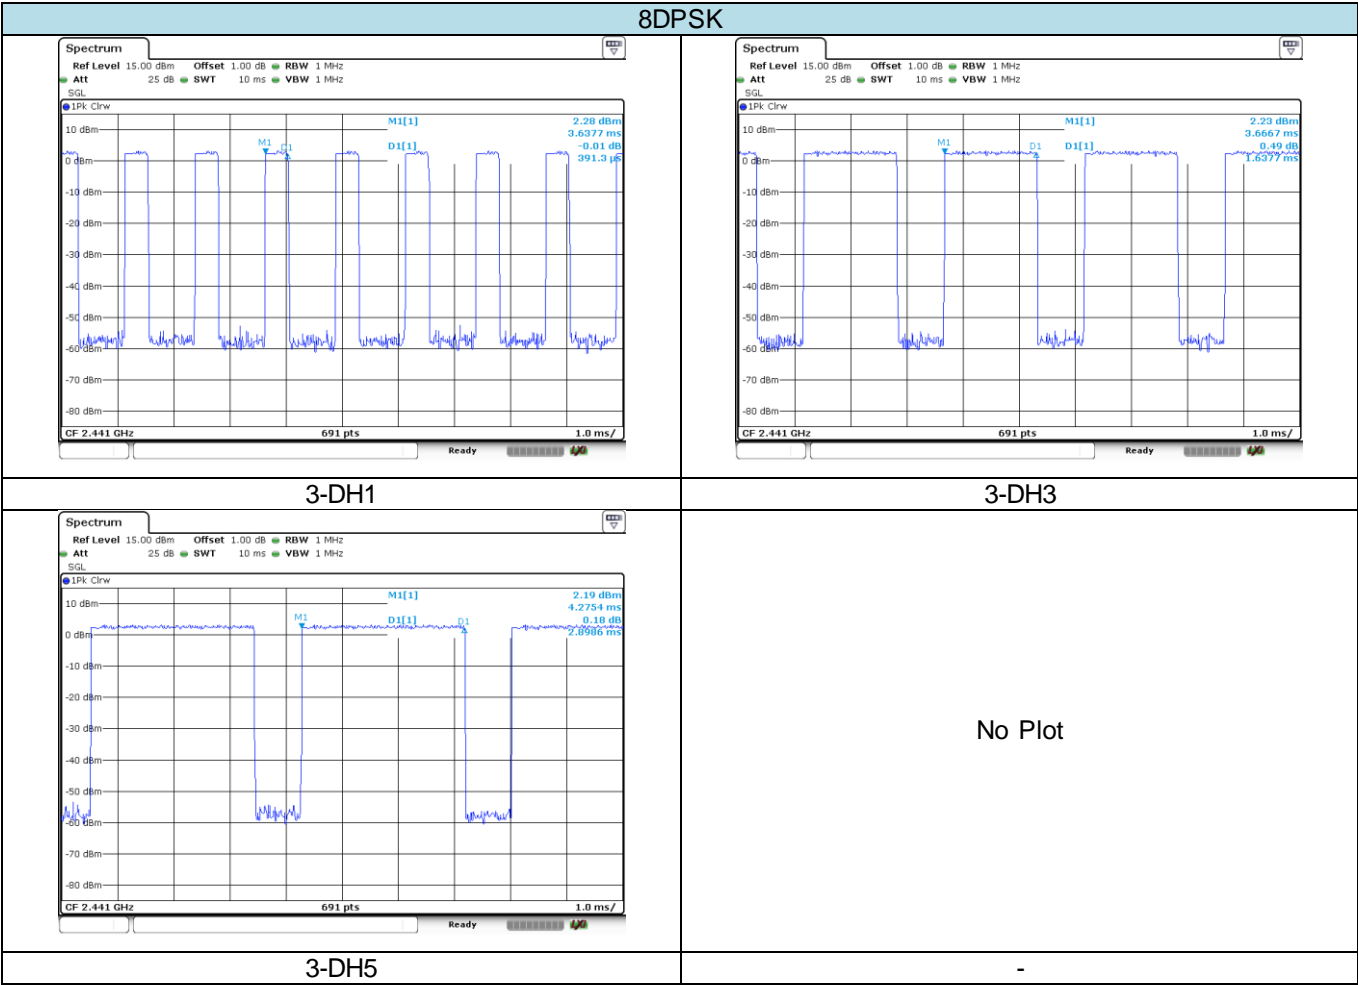 8DPSK
Spectrum
Ref Level 15.00 dBm Offset 1.00 dB RBW 1 MHz
Att 25 dB SWT 10 ms VBW 1 MHz
SGL
1Pk Clrw
M1[1] 2.28 dBm
3.6377 ms
D1[1] -0.01 dB
391.3 µs
10 dBm
M1 D1
0 dBm
-10 dBm
-20 dBm
-30 dBm
-40 dBm
-50 dBm
-60 dBm
-70 dBm
-80 dBm
CF 2.441 GHz 691 pts 1.0 ms/
Ready LXI
Spectrum
Ref Level 15.00 dBm Offset 1.00 dB RBW 1 MHz
Att 25 dB SWT 10 ms VBW 1 MHz
SGL
1Pk Clrw
M1[1] 2.23 dBm
3.6667 ms
D1[1] 0.49 dB
1.6377 ms
10 dBm
M1 D1
0 dBm
-10 dBm
-20 dBm
-30 dBm
-40 dBm
-50 dBm
-60 dBm
-70 dBm
-80 dBm
CF 2.441 GHz 691 pts 1.0 ms/
Ready LXI
3-DH1 3-DH3
Spectrum
Ref Level 15.00 dBm Offset 1.00 dB RBW 1 MHz
Att 25 dB SWT 10 ms VBW 1 MHz
SGL
1Pk Clrw
M1[1] 2.19 dBm
4.2754 ms
D1[1] 0.18 dB
2.8986 ms
10 dBm
M1 D1
0 dBm
-10 dBm
-20 dBm
-30 dBm
-40 dBm
-50 dBm
-60 dBm
-70 dBm
-80 dBm
CF 2.441 GHz 691 pts 1.0 ms/
Ready LXI
No Plot
3-DH5 -